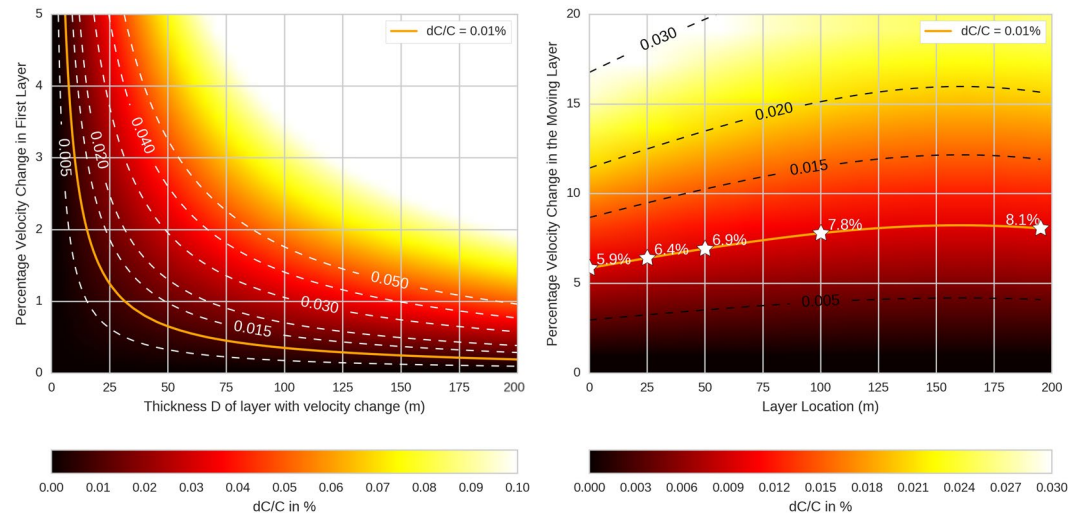 5
4
3
2
1
0
Percentage Velocity Change in First Layer
dC/C = 0.01%
0.005
0.020
0.040
0.050
0.030
0.015
0 25 50 75 100 125 150 175 200
Thickness D of layer with velocity change (m)
0.00 0.01 0.02 0.03 0.04 0.05 0.06 0.07 0.08 0.09 0.10
dC/C in %
20
15
10
5
0
Percentage Velocity Change in the Moving Layer
dC/C = 0.01%
0.030
0.020
0.015
5.9%
6.4%
6.9%
7.8%
8.1%
0.005
0 25 50 75 100 125 150 175 200
Layer Location (m)
0.000 0.003 0.006 0.009 0.012 0.015 0.018 0.021 0.024 0.027 0.030
dC/C in %